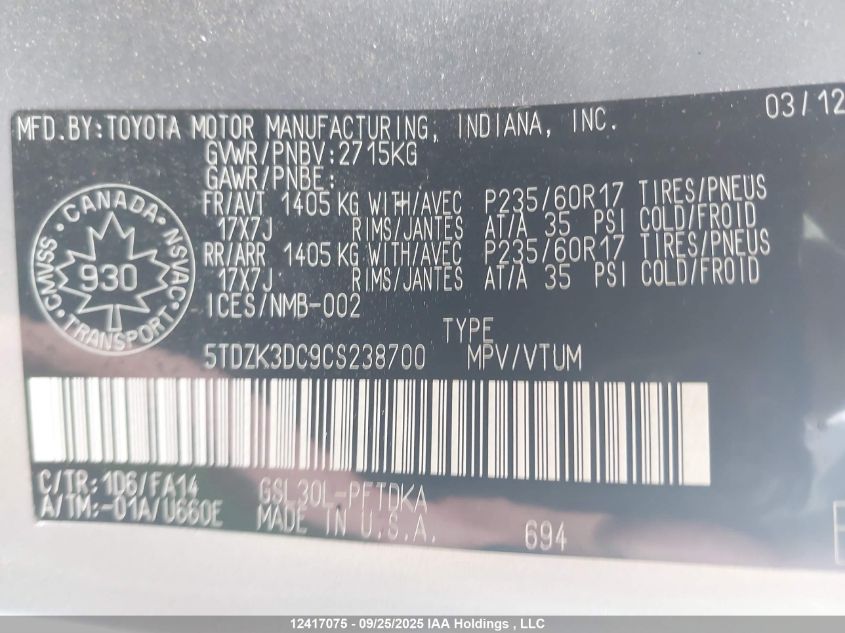 03/12
MFD.BY:TOYOTA MOTOR MANUFACTURING, INDIANA, INC.
GVWR/PNBV:2715KG
GAWR/PNBE:
FR/AVT 1405 KG WITH/AVEC P235/60R17 TIRES/PNEUS
17X7J RIMS/JANTES AT/A 35 PSI COLD/FROID
RR/ARR 1405 KG WITH/AVEC P235/60R17 TIRES/PNEUS
17X7J RIMS/JANTES AT/A 35 PSI COLD/FROID
ICES/NMB-002
CANADA
CMVSS 930 NSVAC
TRANSPORT
TYPE
5TDZK3DC9CS238700 MPV/VTUM
C/TR:1D6/FA14 GSL30L-PFTDKA
A/TM:-01A/U660E MADE IN U.S.A. 694
12417075 - 09/25/2025 IAA Holdings , LLC